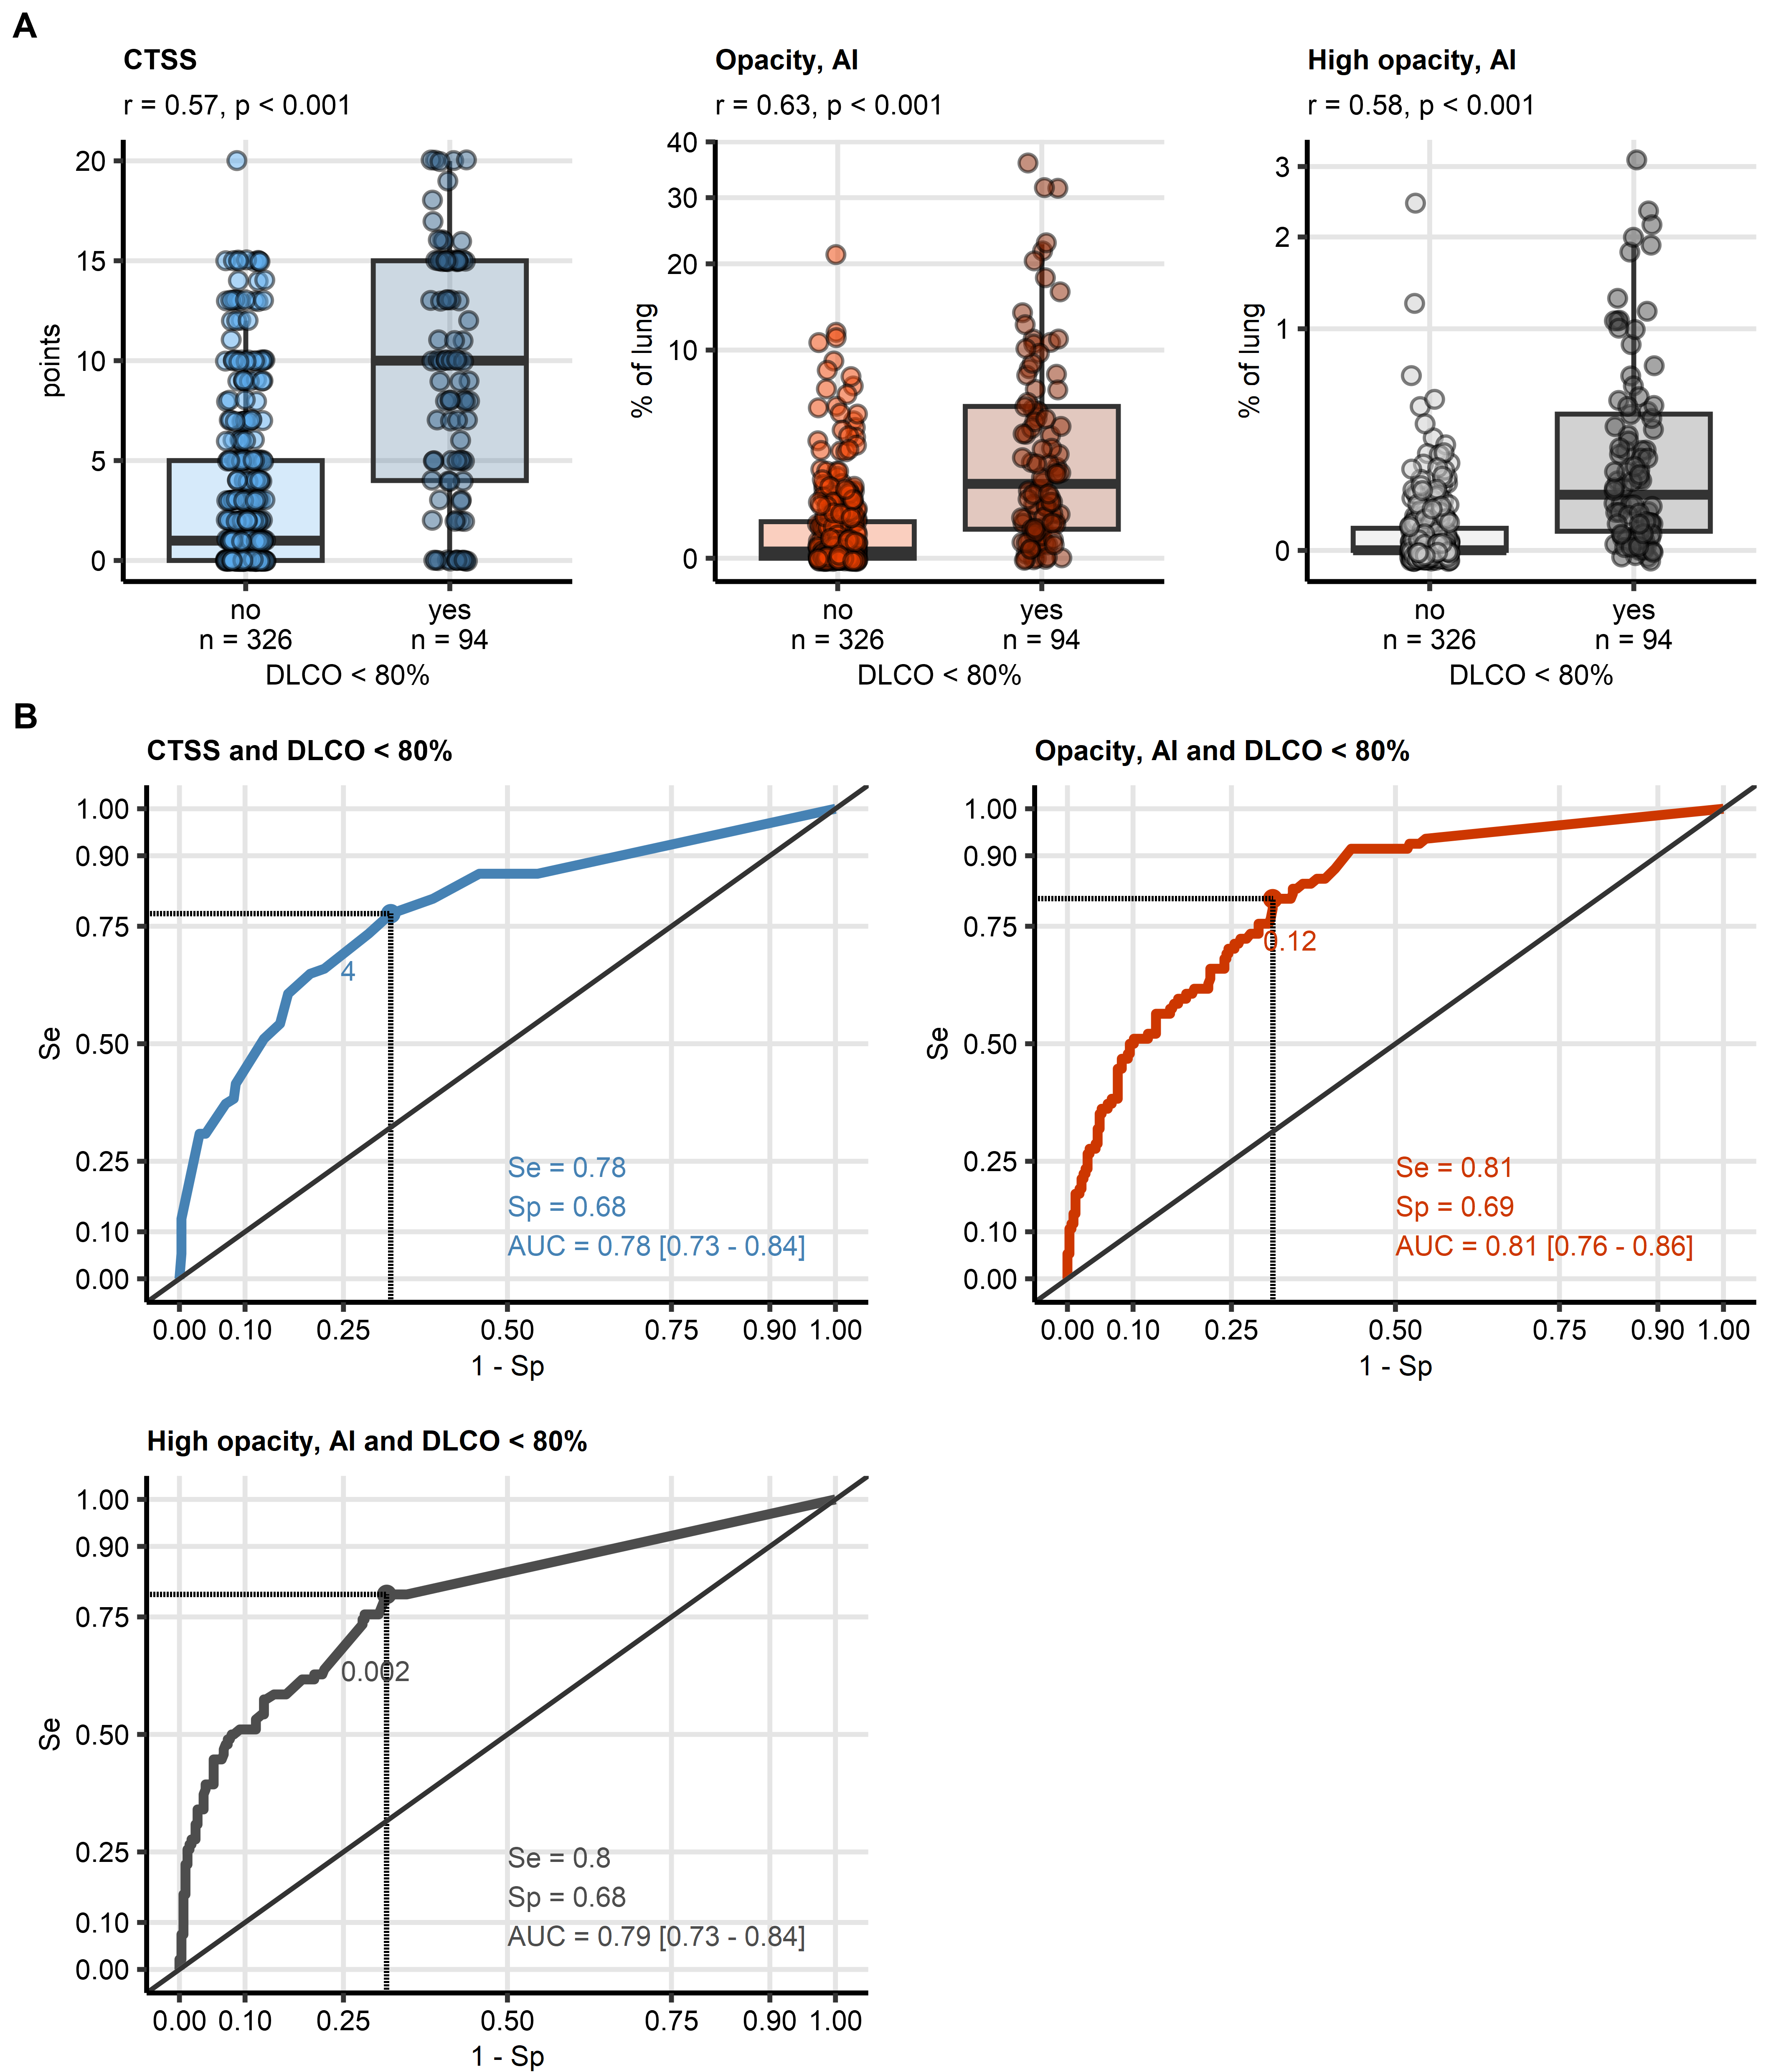 A
CTSS
r = 0.57, p < 0.001
points
20
15
10
5
0
no
n = 326
yes
n = 94
DLCO < 80%
Opacity, AI
r = 0.63, p < 0.001
% of lung
40
30
20
10
0
no
n = 326
yes
n = 94
DLCO < 80%
High opacity, AI
r = 0.58, p < 0.001
% of lung
3
2
1
0
no
n = 326
yes
n = 94
DLCO < 80%
B
CTSS and DLCO < 80%
Se
1.00
0.90
0.75
0.50
0.25
0.10
0.00
4
Se = 0.78
Sp = 0.68
AUC = 0.78 [0.73 - 0.84]
0.00 0.10 0.25 0.50 0.75 0.90 1.00
1 - Sp
Opacity, AI and DLCO < 80%
Se
1.00
0.90
0.75
0.50
0.25
0.10
0.00
0.12
Se = 0.81
Sp = 0.69
AUC = 0.81 [0.76 - 0.86]
0.00 0.10 0.25 0.50 0.75 0.90 1.00
1 - Sp
High opacity, AI and DLCO < 80%
Se
1.00
0.90
0.75
0.50
0.25
0.10
0.00
0.002
Se = 0.8
Sp = 0.68
AUC = 0.79 [0.73 - 0.84]
0.00 0.10 0.25 0.50 0.75 0.90 1.00
1 - Sp